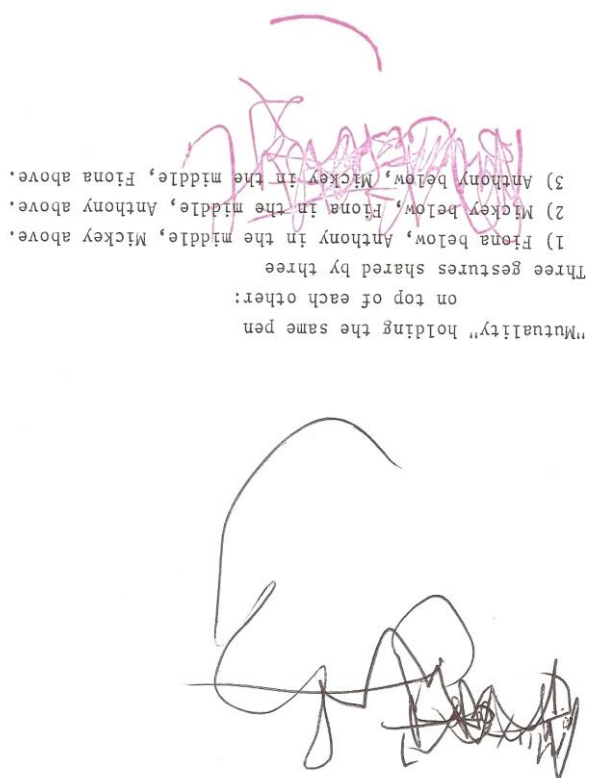 "Mutuality" holding the same pen
on top of each other:
Three gestures shared by three
1) Fiona below, Anthony in the middle, Mickey above.
2) Mickey below, Fiona in the middle, Anthony above.
3) Anthony below, Mickey in the middle, Fiona above.